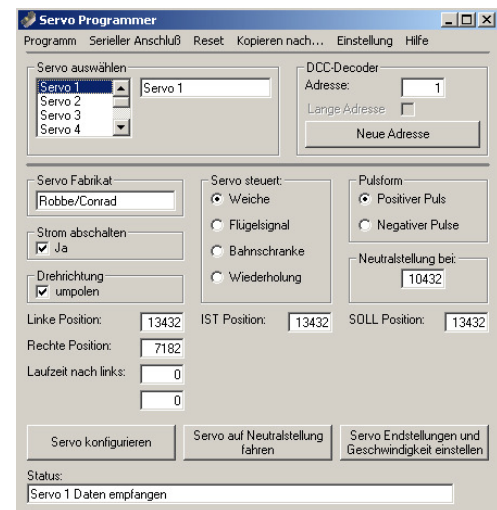 Servo Programmer
Programm Serieller Anschluß Reset Kopieren nach... Einstellung Hilfe
Servo auswählen
Servo 1
Servo 2
Servo 3
Servo 4
Servo 1
DCC-Decoder
Adresse:
1
Lange Adresse
Neue Adresse
Servo Fabrikat
Robbe/Conrad
Strom abschalten
Ja
Drehrichtung
umpolen
Servo steuert:
Weiche
Flügelsignal
Bahnschranke
Wiederholung
Pulsform
Positiver Puls
Negativer Pulse
Neutralstellung bei:
10432
Linke Position: 13432
IST Position: 13432
SOLL Position: 13432
Rechte Position: 7182
Laufzeit nach links: 0
0
Servo konfigurieren
Servo auf Neutralstellung
fahren
Servo Endstellungen und
Geschwindigkeit einstellen
Status:
Servo 1 Daten empfangen